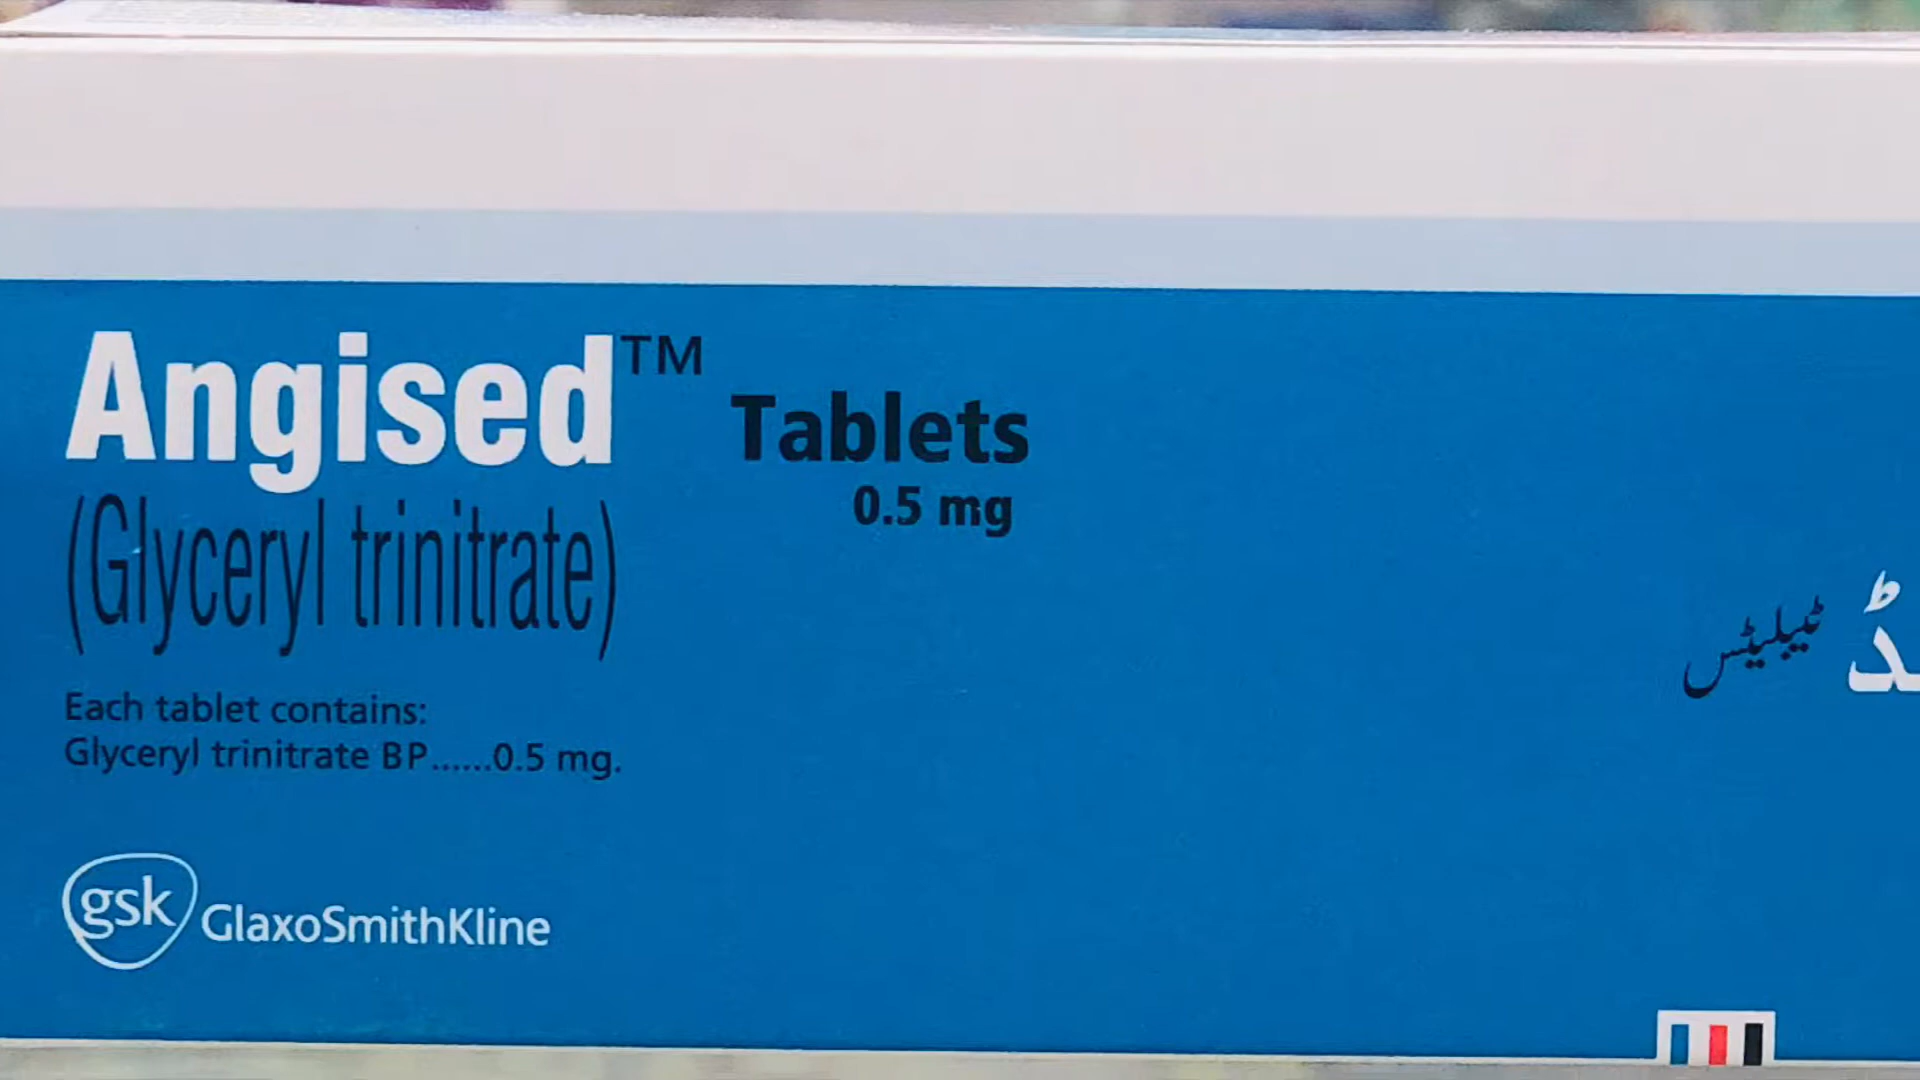 Angised™ Tablets
0.5 mg
(Glyceryl trinitrate)
ٹیبلیٹس
Each tablet contains:
Glyceryl trinitrate BP......0.5 mg.
gsk GlaxoSmithKline